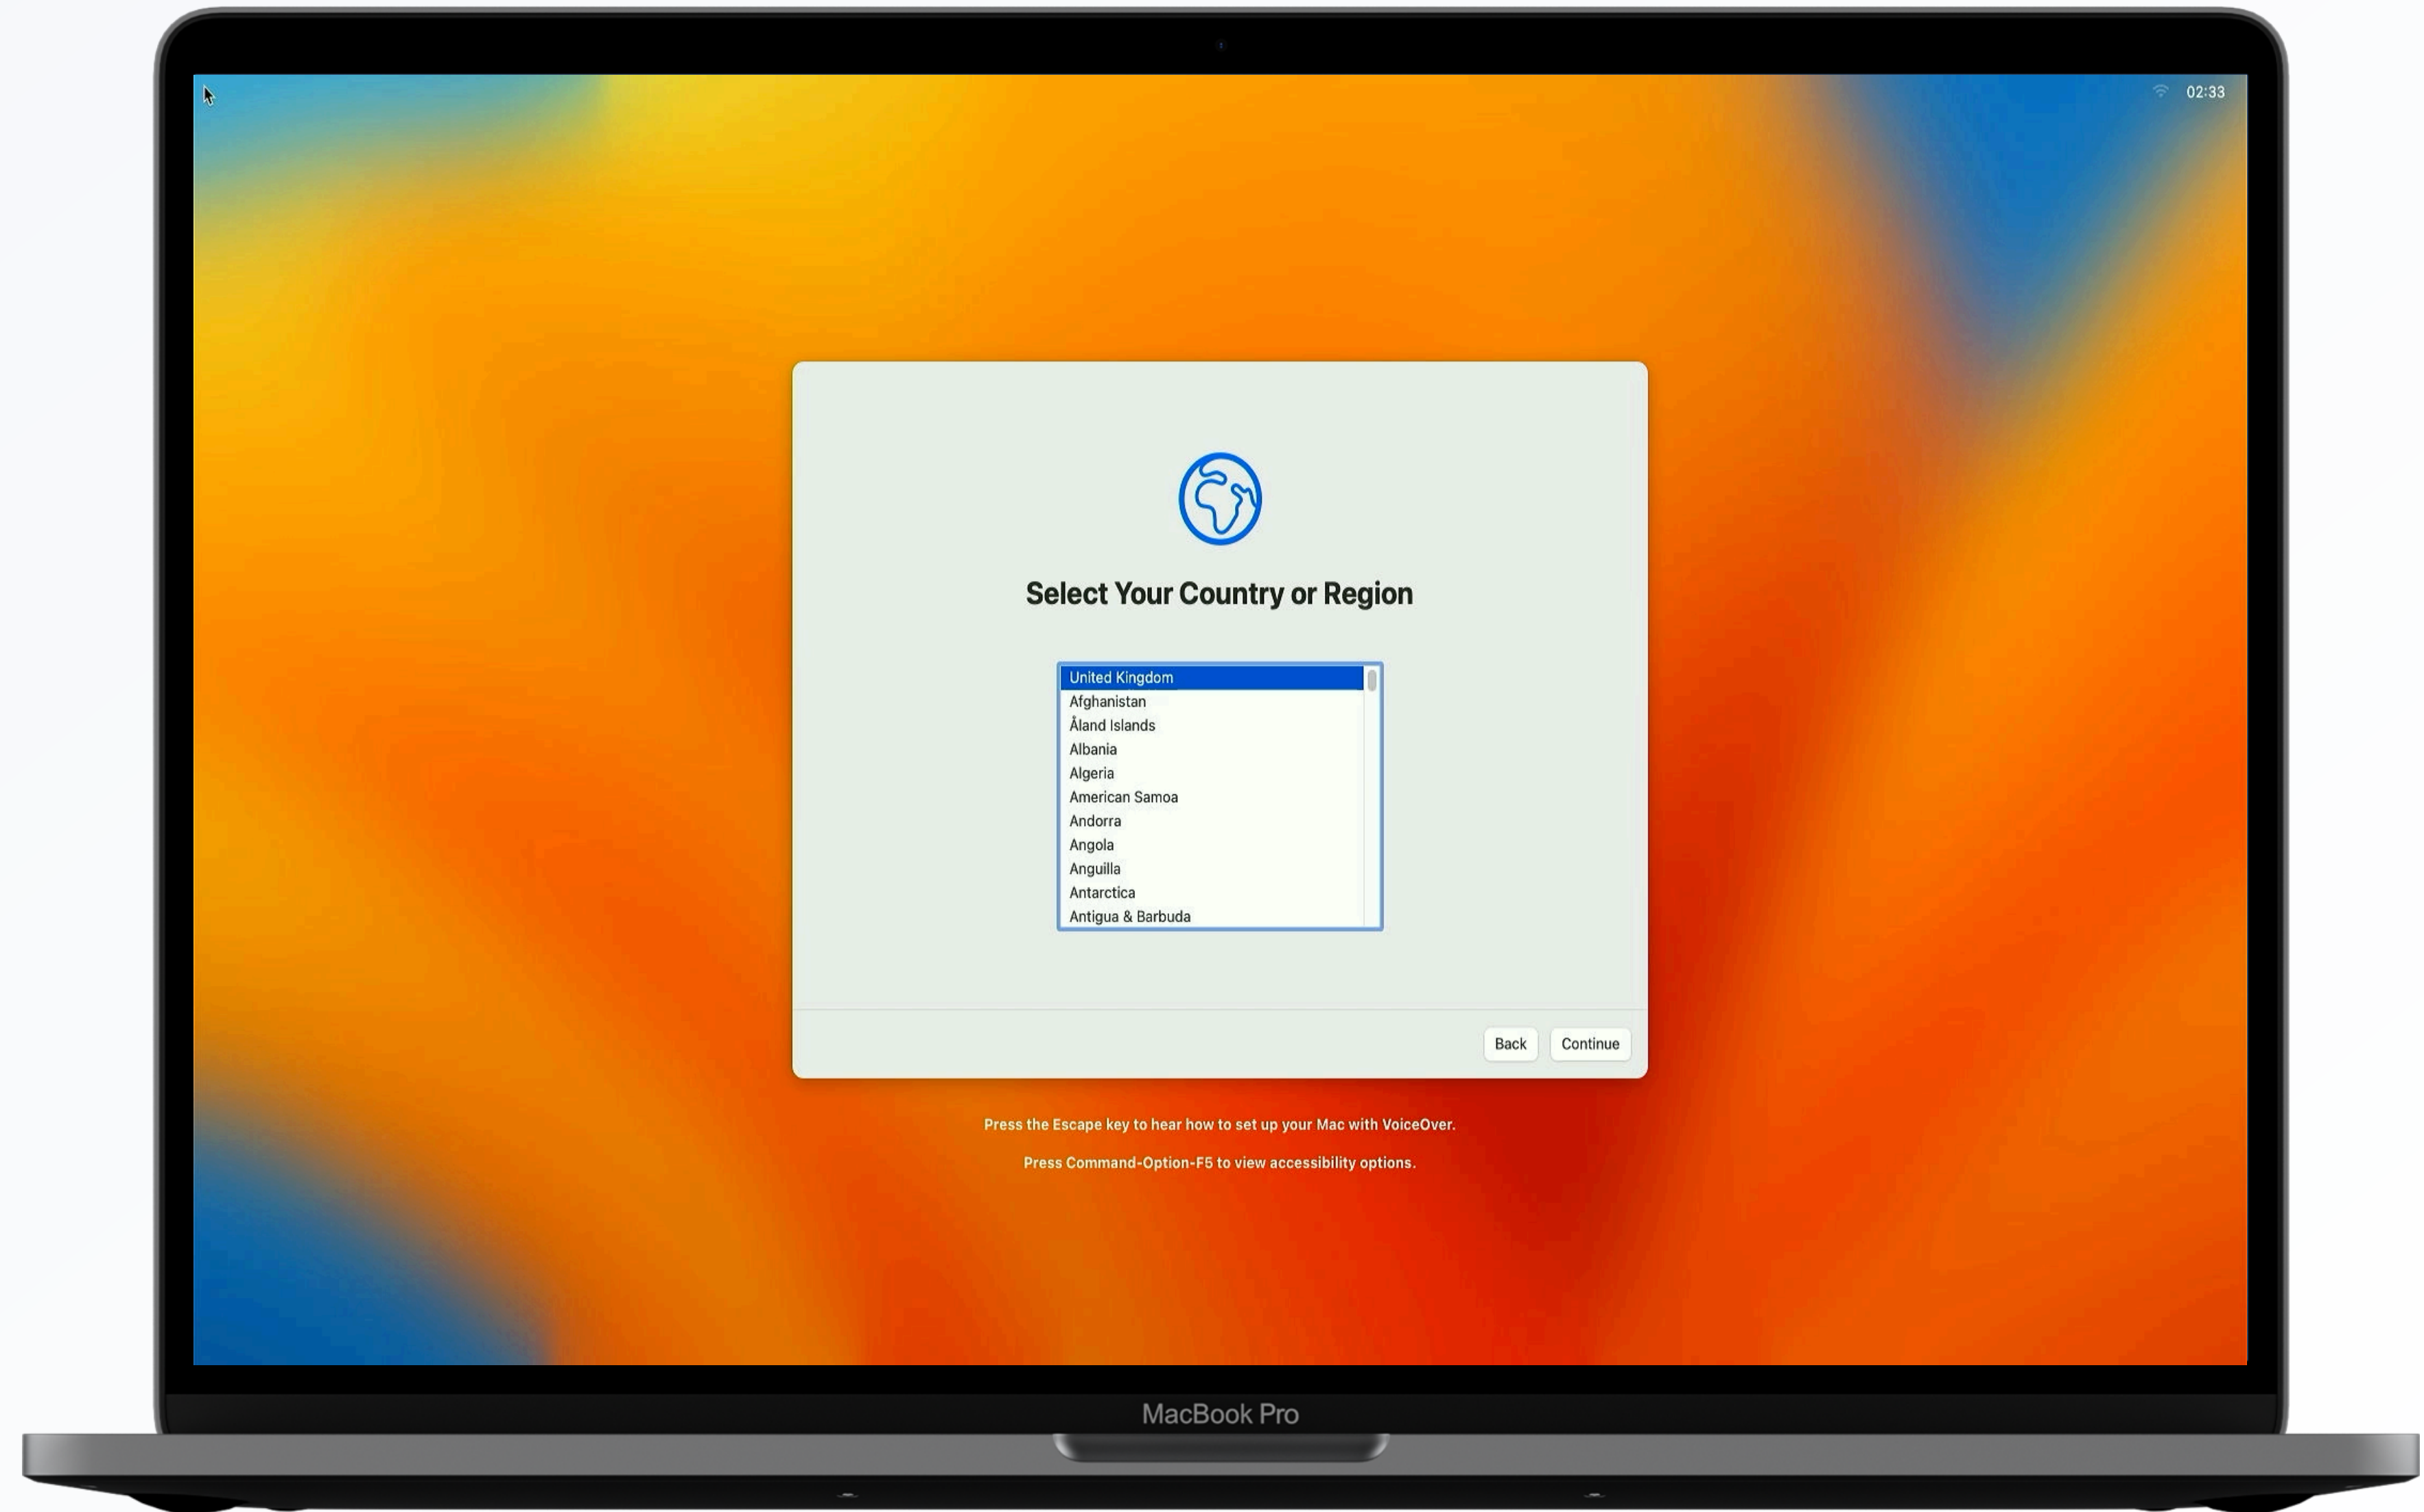 02:33
Select Your Country or Region
United Kingdom
Afghanistan
Åland Islands
Albania
Algeria
American Samoa
Andorra
Angola
Anguilla
Antarctica
Antigua & Barbuda
Back Continue
Press the Escape key to hear how to set up your Mac with VoiceOver.
Press Command-Option-F5 to view accessibility options.
MacBook Pro